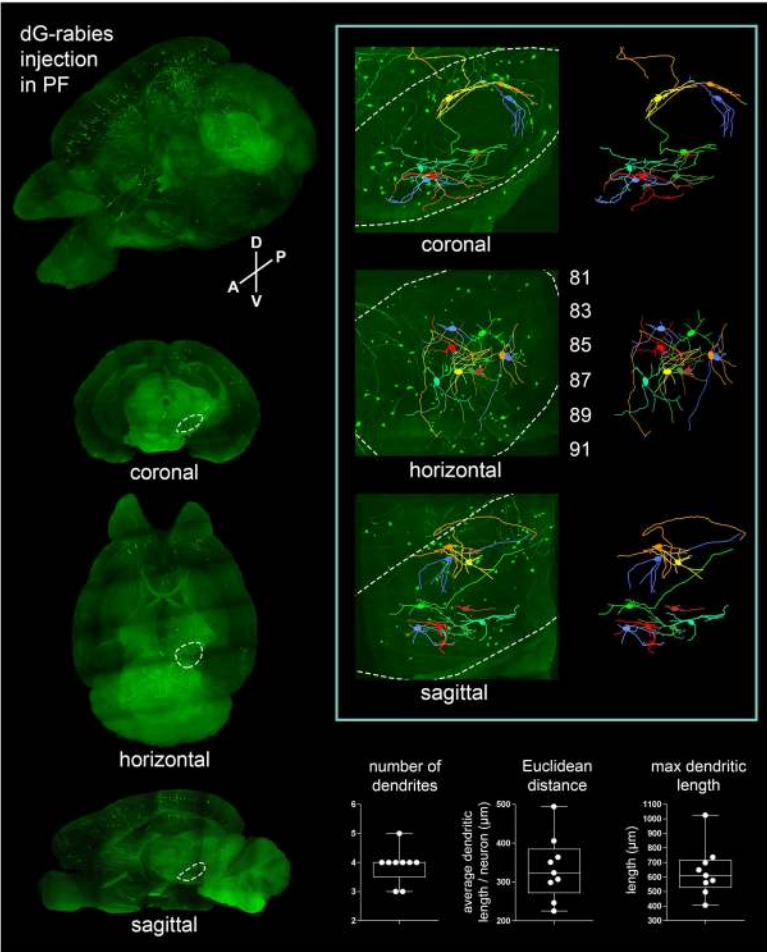 dG-rabies
injection
in PF
D
P
A
V
coronal
horizontal
sagittal
coronal
81
83
85
87
89
91
horizontal
sagittal
number of
dendrites
6
5
4
3
2
Euclidean
distance
average dendritic
length / neuron (µm)
500
400
300
200
max dendritic
length
length (µm)
1100
1000
900
800
700
600
500
400
300